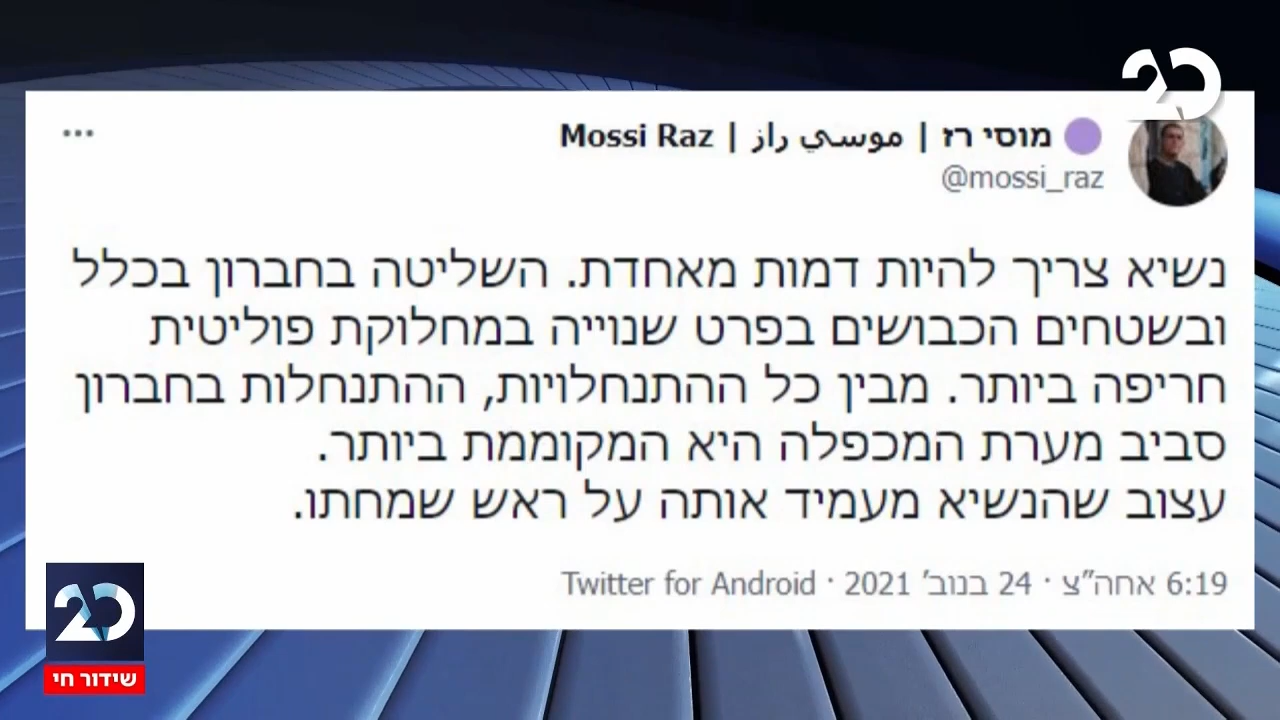 20
מוסי רז | موسي راز | Mossi Raz
@mossi_raz
נשיא צריך להיות דמות מאחדת. השליטה בחברון בכלל
ובשטחים הכבושים בפרט שנוייה במחלוקת פוליטית
חריפה ביותר. מבין כל ההתנחלויות, ההתנחלות בחברון
סביב מערת המכפלה היא המקוממת ביותר.
עצוב שהנשיא מעמיד אותה על ראש שמחתו.
6:19 אחה״צ · 24 בנוב׳ 2021 · Twitter for Android
20
שידור חי